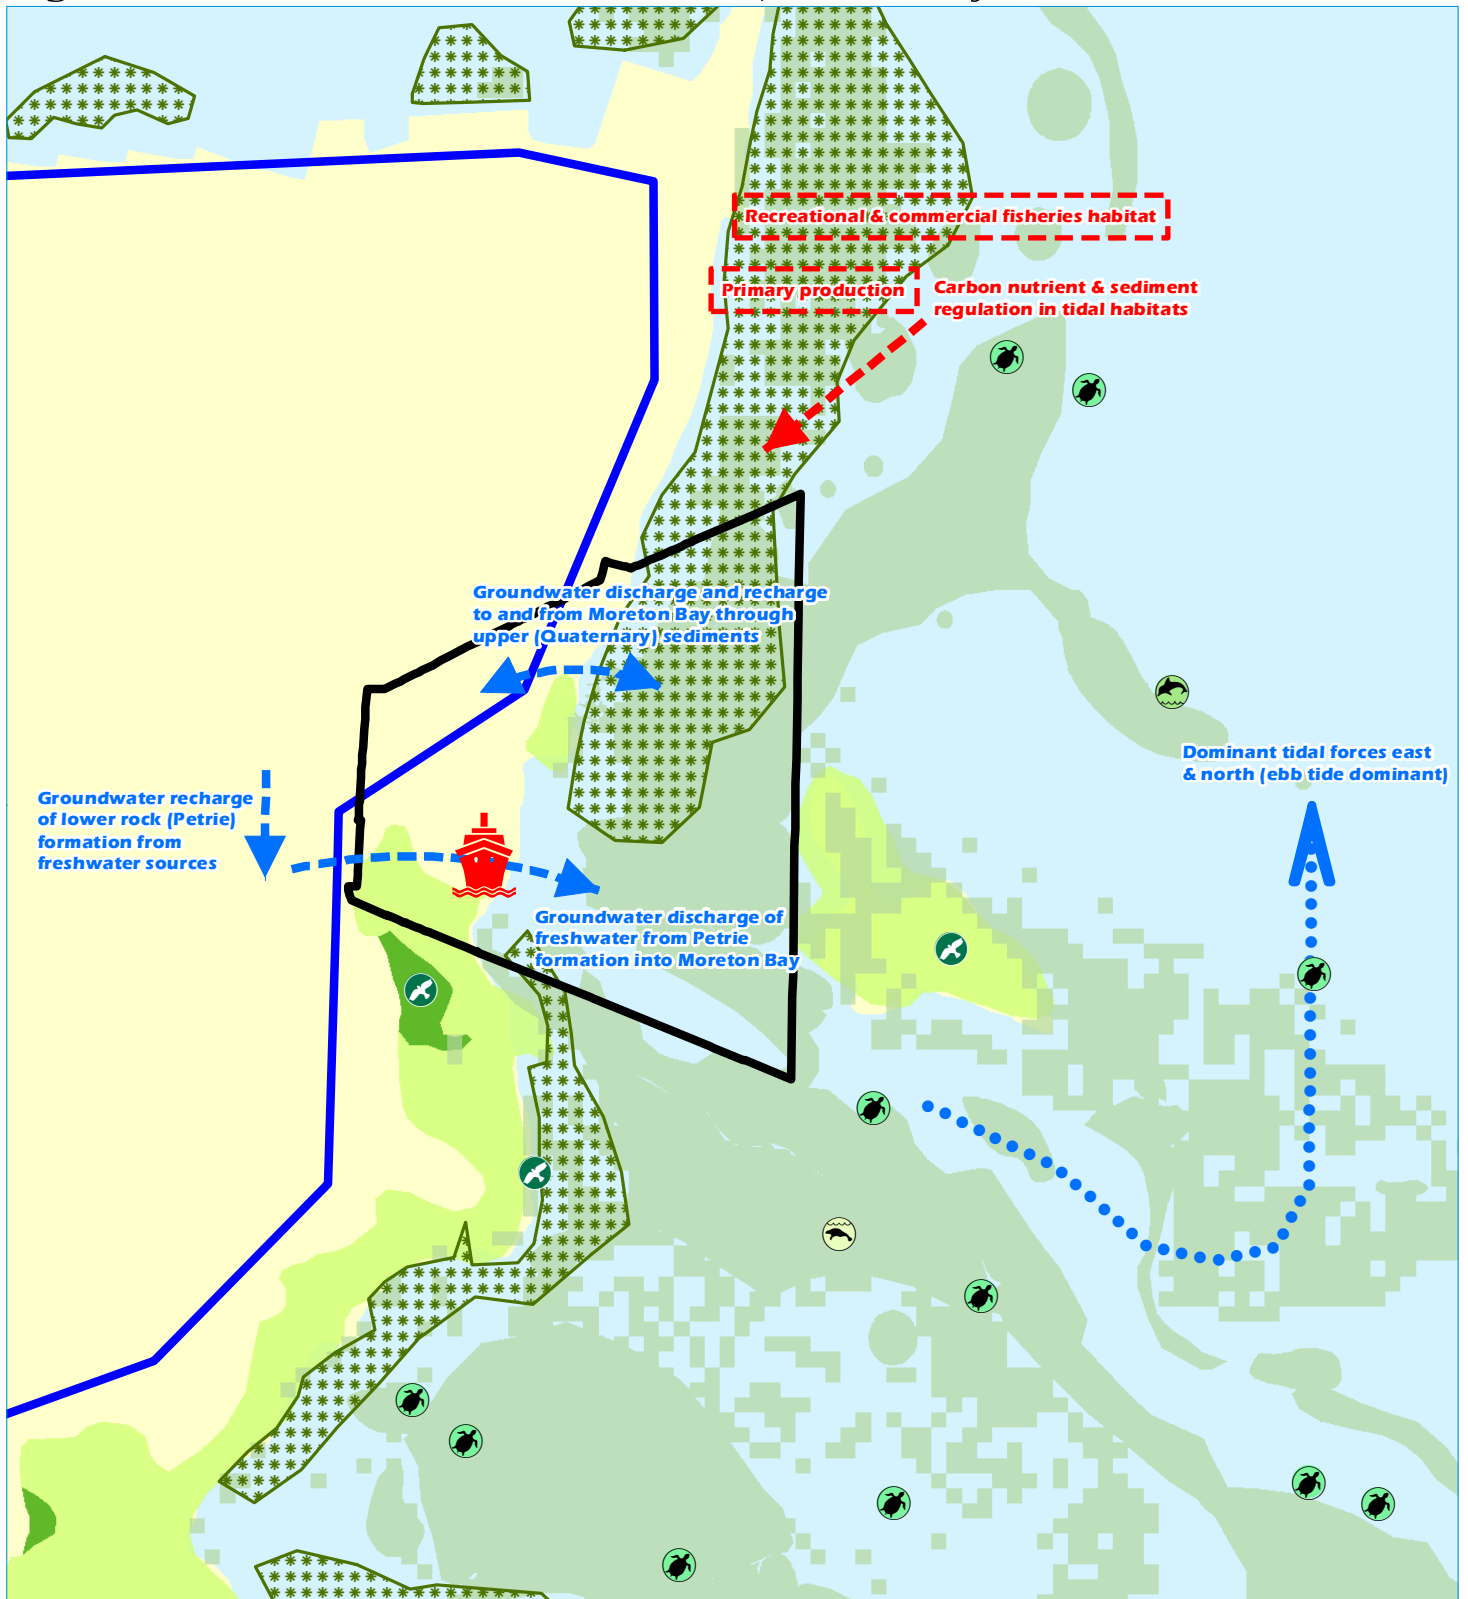 Recreational & commercial fisheries habitat
Primary production
Carbon nutrient & sediment
regulation in tidal habitats
Groundwater discharge and recharge
to and from Moreton Bay through
upper (Quaternary) sediments
Dominant tidal forces east
& north (ebb tide dominant)
Groundwater recharge
of lower rock (Petrie)
formation from
freshwater sources
Groundwater discharge of
freshwater from Petrie
formation into Moreton Bay